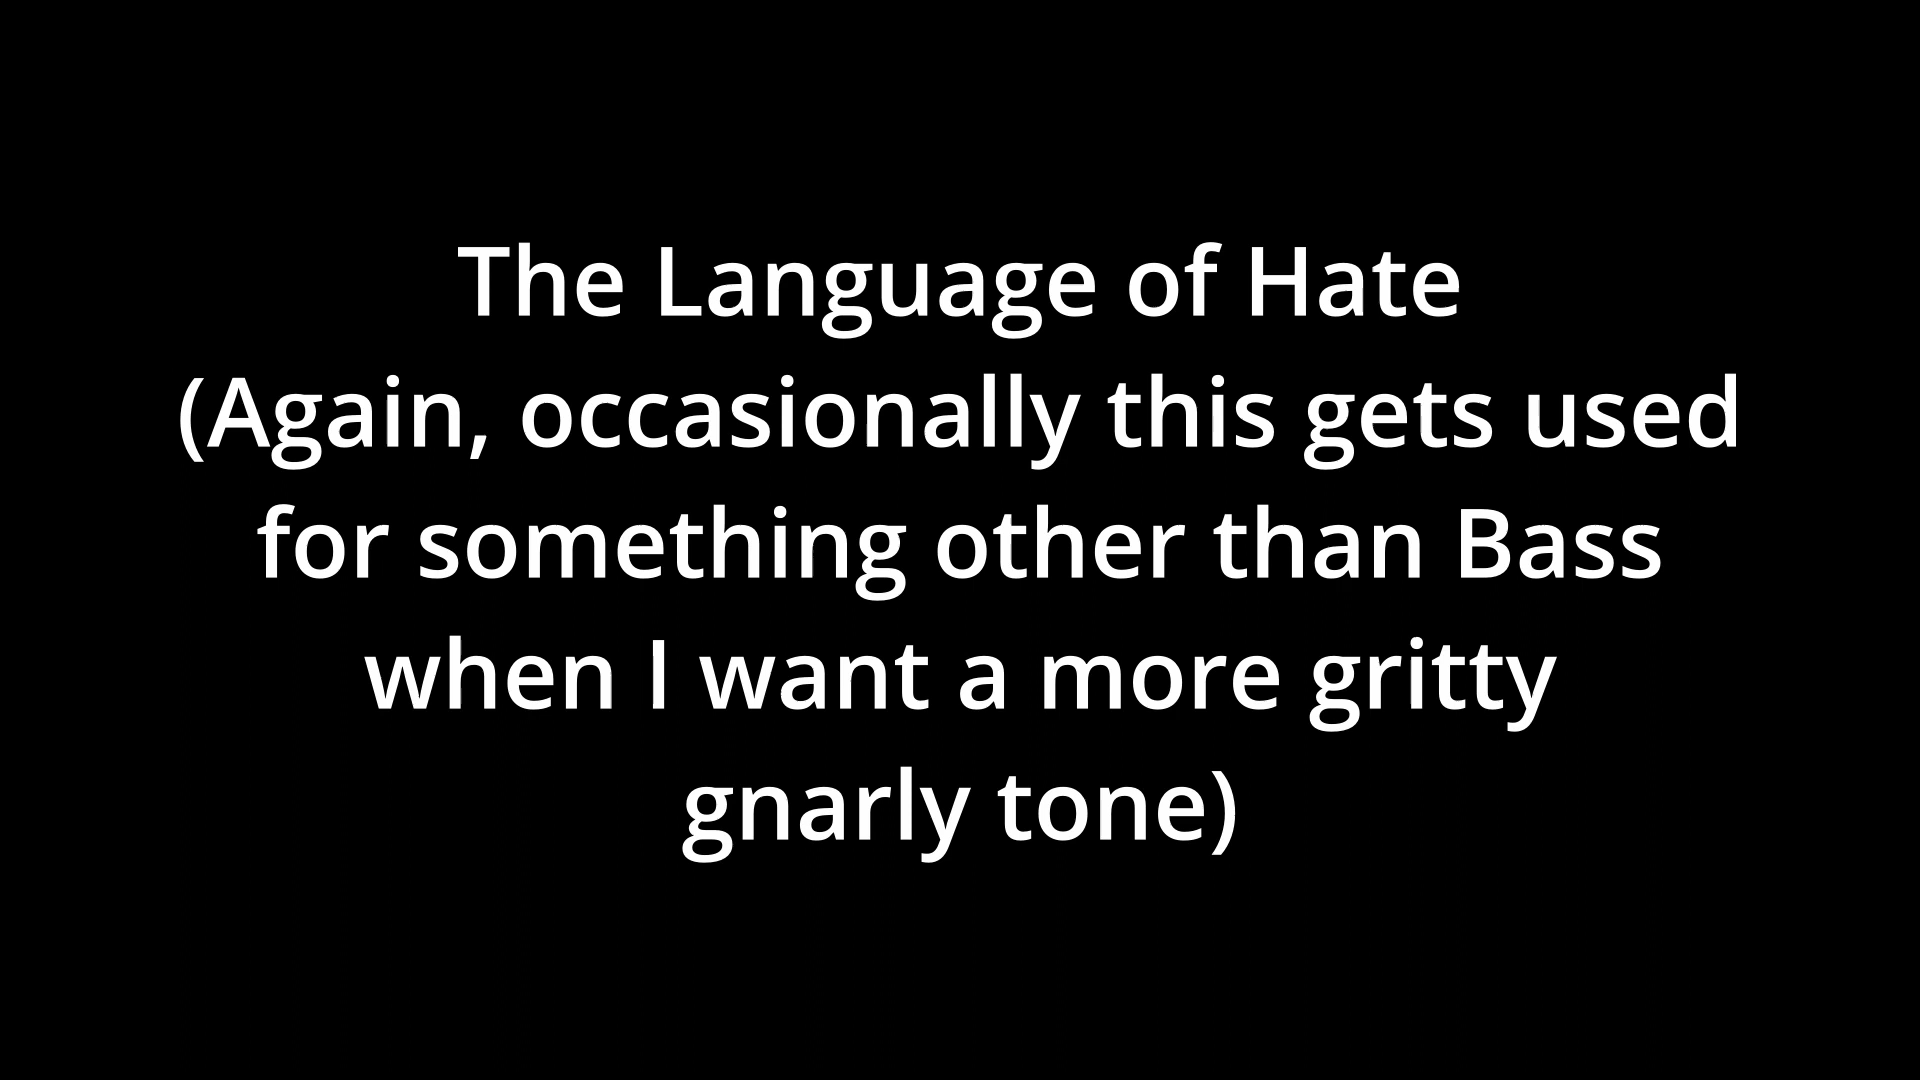 The Language of Hate
(Again, occasionally this gets used
for something other than Bass
when I want a more gritty
gnarly tone)